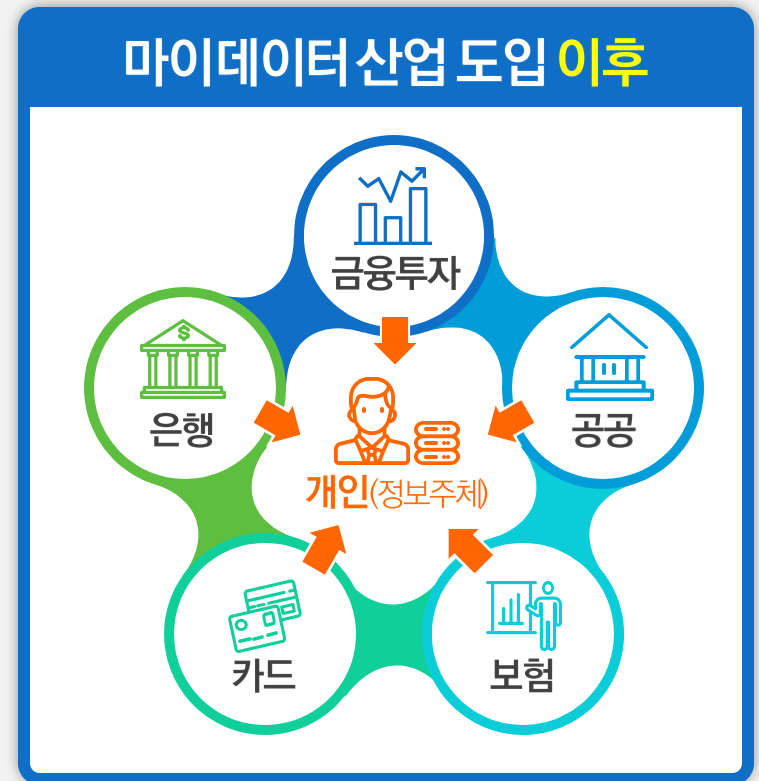 마이데이터 산업 도입 이후
금융투자
은행
공공
개인(정보주체)
카드
보험